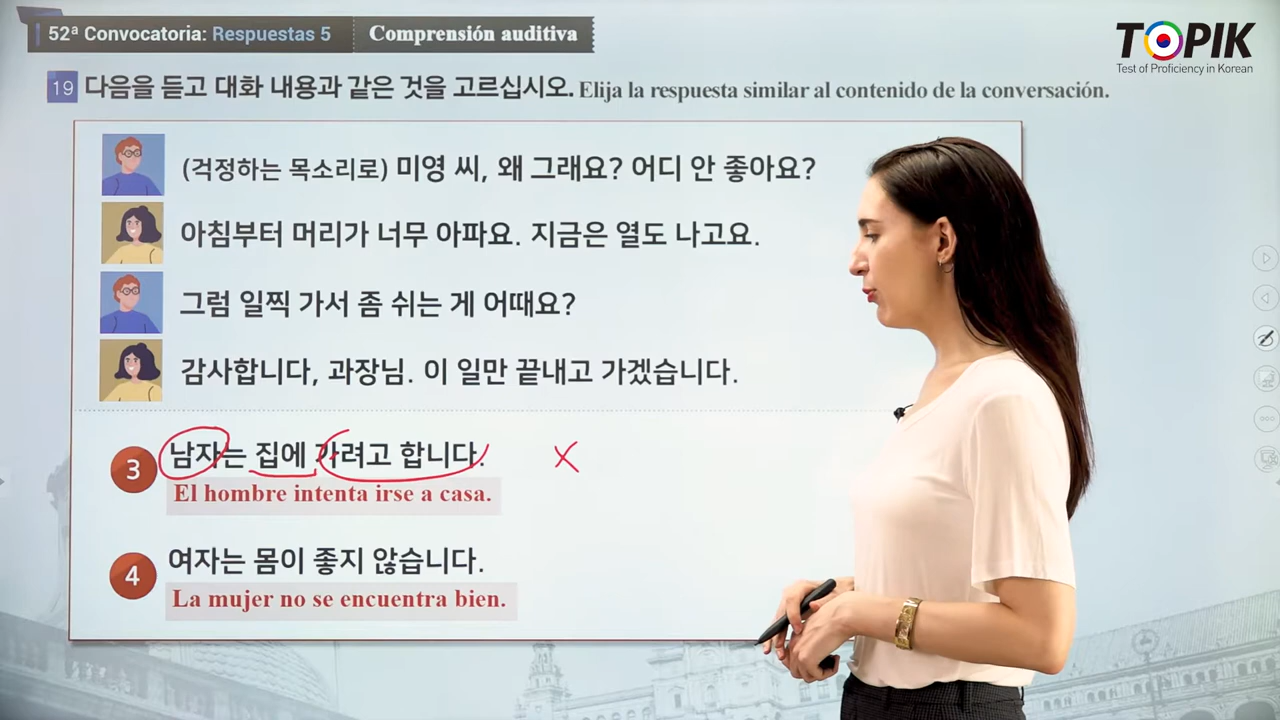 52ª Convocatoria: Respuestas 5 Comprensión auditiva
TOPIK
Test of Proficiency in Korean
19 다음을 듣고 대화 내용과 같은 것을 고르십시오. Elija la respuesta similar al contenido de la conversación.
(걱정하는 목소리로) 미영 씨, 왜 그래요? 어디 안 좋아요?
아침부터 머리가 너무 아파요. 지금은 열도 나고요.
그럼 일찍 가서 좀 쉬는 게 어때요?
감사합니다, 과장님. 이 일만 끝내고 가겠습니다.
3 남자는 집에 가려고 합니다. X
El hombre intenta irse a casa.
4 여자는 몸이 좋지 않습니다.
La mujer no se encuentra bien.